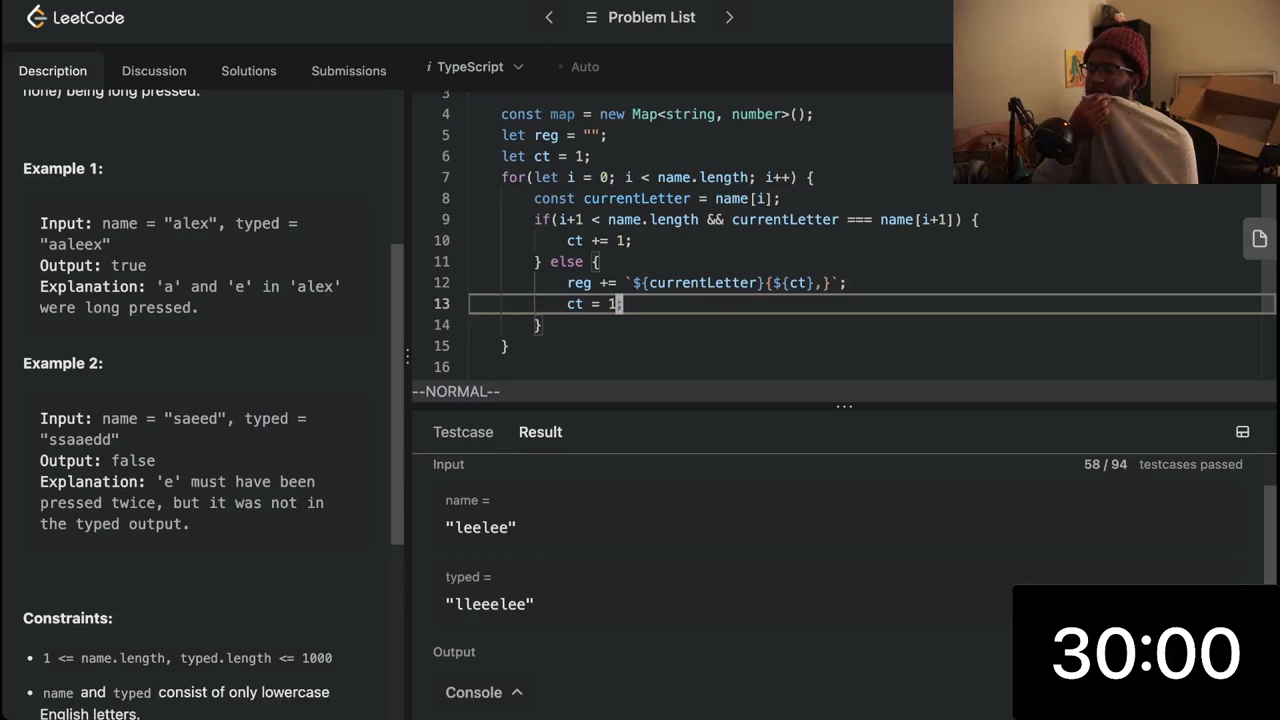 LeetCode
Problem List
Description
Discussion
Solutions
Submissions
i TypeScript
• Auto
none) being long pressed.
Example 1:
Input: name = "alex", typed =
"aaleex"
Output: true
Explanation: 'a' and 'e' in 'alex'
were long pressed.
Example 2:
Input: name = "saeed", typed =
"ssaaedd"
Output: false
Explanation: 'e' must have been
pressed twice, but it was not in
the typed output.
Constraints:
• 1 <= name.length, typed.length <= 1000
• name and typed consist of only lowercase
English letters.
3
4 const map = new Map<string, number>();
5 let reg = "";
6 let ct = 1;
7 for(let i = 0; i < name.length; i++) {
8 const currentLetter = name[i];
9 if(i+1 < name.length && currentLetter === name[i+1]) {
10 ct += 1;
11 } else {
12 reg += `${currentLetter}{${ct},}`;
13 ct = 1;
14 }
15 }
16
--NORMAL--
Testcase
Result
Input
58 / 94 testcases passed
name =
"leelee"
typed =
"lleeelee"
Output
Console
30:00